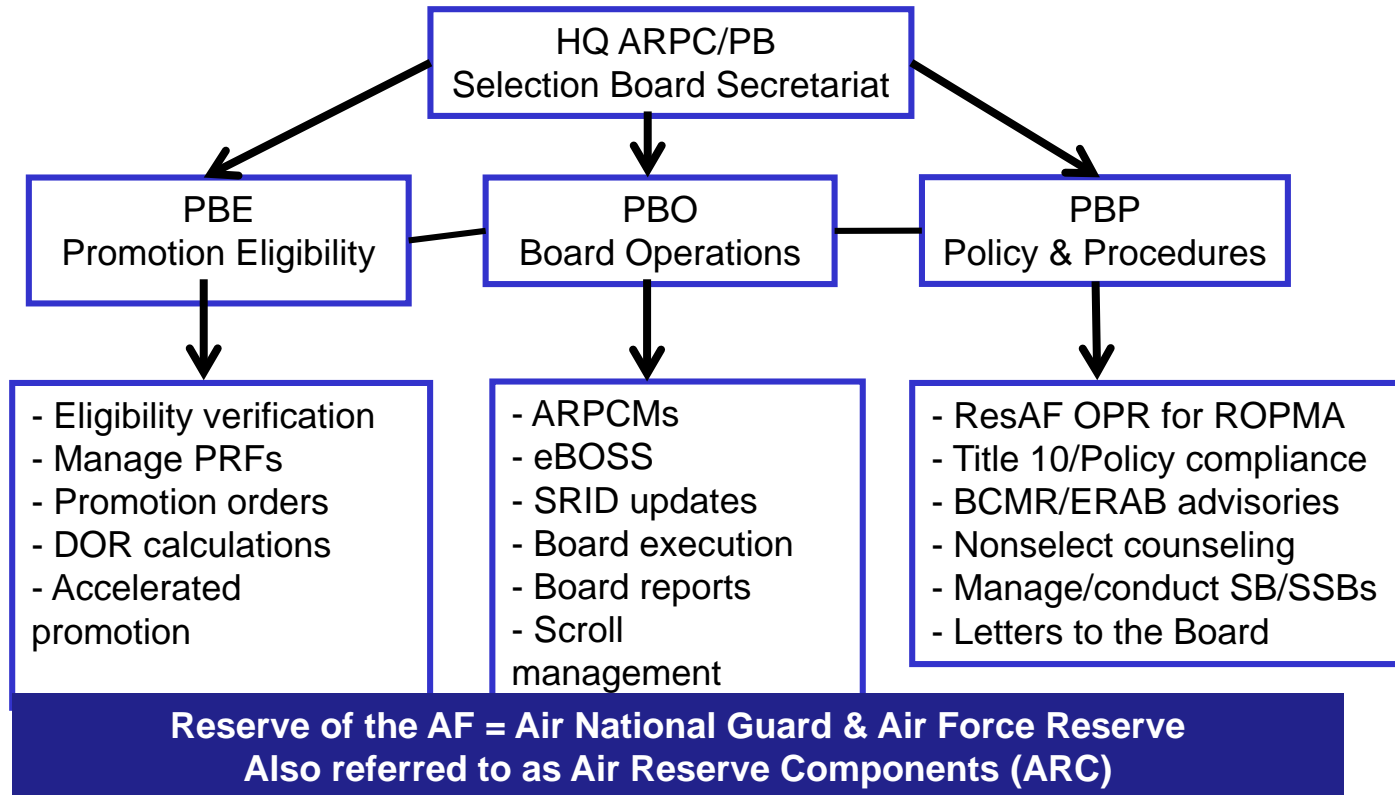 HQ ARPC/PB
Selection Board Secretariat
PBE
Promotion Eligibility
PBO
Board Operations
PBP
Policy & Procedures
- Eligibility verification
- Manage PRFs
- Promotion orders
- DOR calculations
- Accelerated
promotion
- ARPCMs
- eBOSS
- SRID updates
- Board execution
- Board reports
- Scroll
management
- ResAF OPR for ROPMA
- Title 10/Policy compliance
- BCMR/ERAB advisories
- Nonselect counseling
- Manage/conduct SB/SSBs
- Letters to the Board
Reserve of the AF = Air National Guard & Air Force Reserve
Also referred to as Air Reserve Components (ARC)